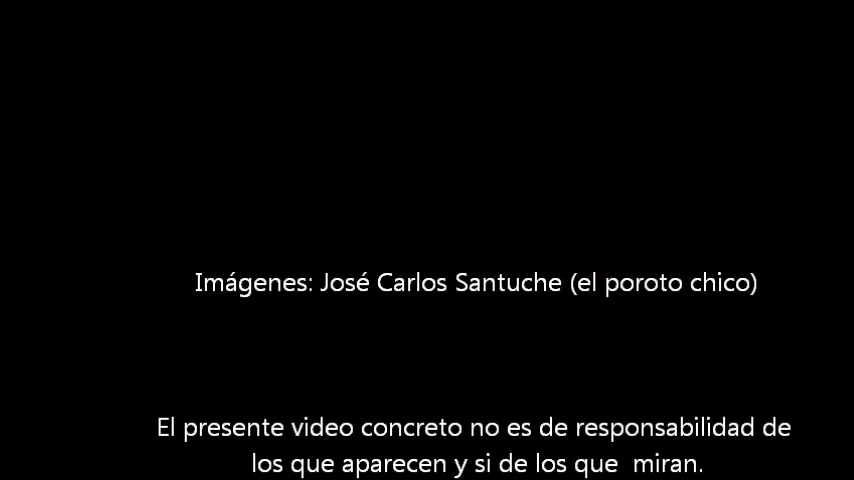 Imágenes: José Carlos Santuche (el poroto chico)
El presente video concreto no es de responsabilidad de
los que aparecen y si de los que  miran.